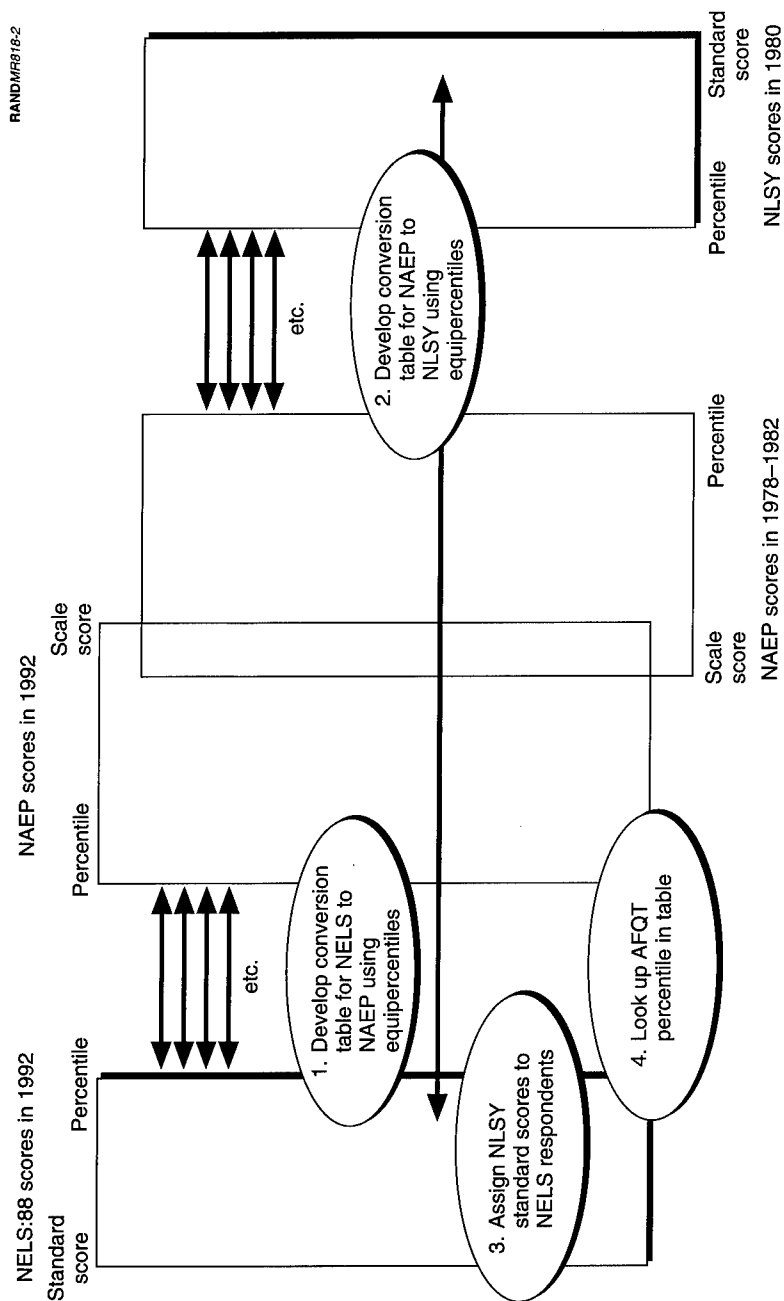 RANDMR818-2
NELS:88 scores in 1992
Standard
score
Percentile
NAEP scores in 1992
Percentile
Scale
score
etc.
etc.
1. Develop conversion
table for NELS to
NAEP using
equipercentiles
2. Develop conversion
table for NAEP to
NLSY using
equipercentiles
3. Assign NLSY
standard scores to
NELS respondents
4. Look up AFQT
percentile in table
Scale
score
Percentile
NAEP scores in 1978–1982
Percentile
Standard
score
NLSY scores in 1980